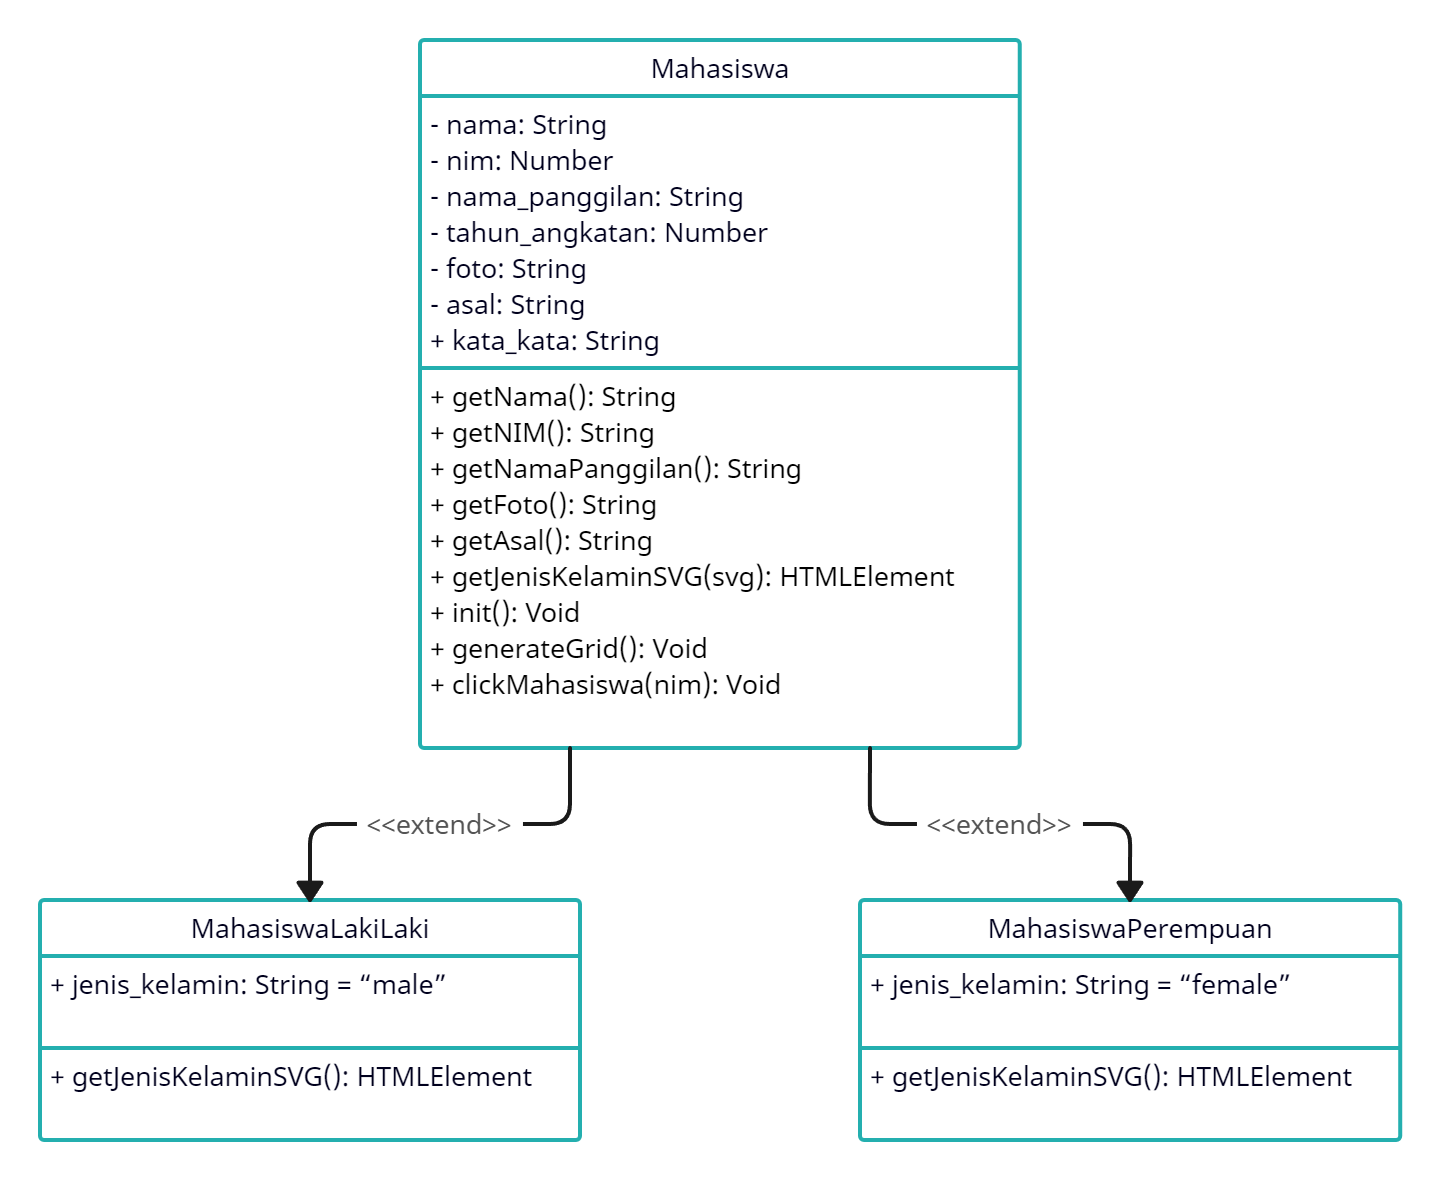 Mahasiswa
- nama: String
- nim: Number
- nama_panggilan: String
- tahun_angkatan: Number
- foto: String
- asal: String
+ kata_kata: String
+ getNama(): String
+ getNIM(): String
+ getNamaPanggilan(): String
+ getFoto(): String
+ getAsal(): String
+ getJenisKelaminSVG(svg): HTMLElement
+ init(): Void
+ generateGrid(): Void
+ clickMahasiswa(nim): Void
<<extend>>
<<extend>>
MahasiswaLakiLaki
+ jenis_kelamin: String = “male”
+ getJenisKelaminSVG(): HTMLElement
MahasiswaPerempuan
+ jenis_kelamin: String = “female”
+ getJenisKelaminSVG(): HTMLElement